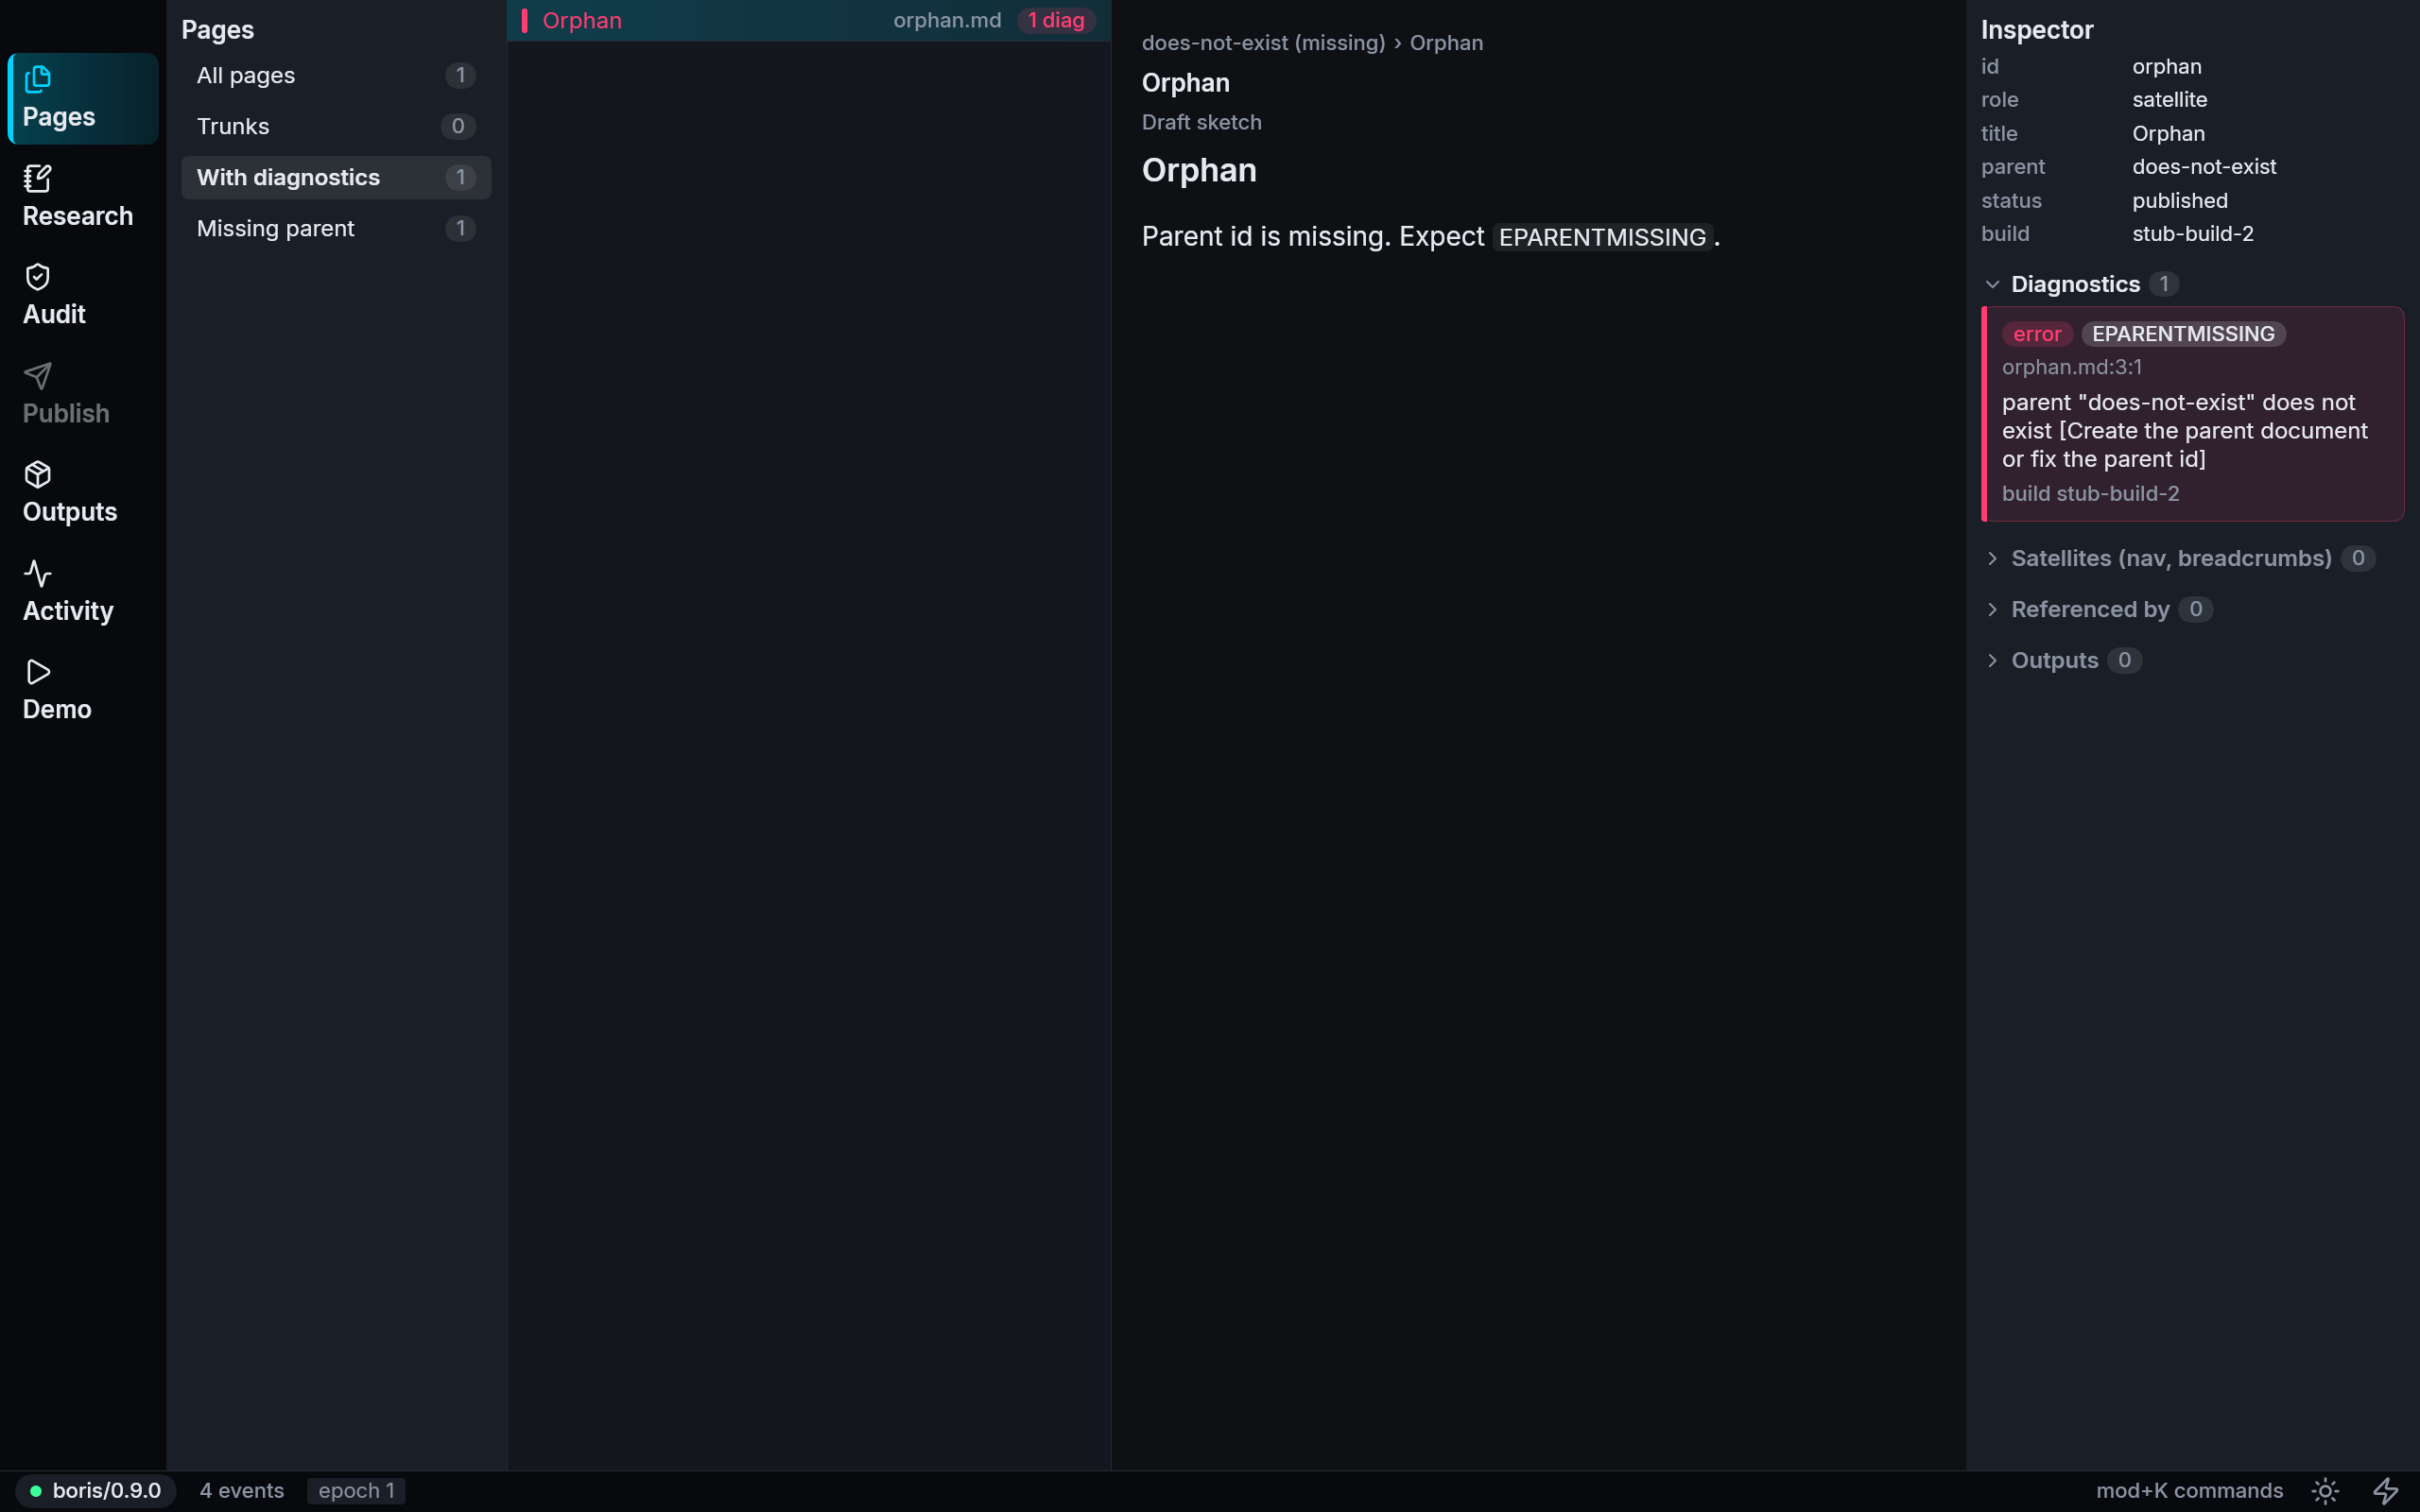 Pages
Research
Audit
Publish
Outputs
Activity
Demo
Pages
All pages 1
Trunks 0
With diagnostics 1
Missing parent 1
Orphan orphan.md 1 diag
does-not-exist (missing) › Orphan
Orphan
Draft sketch
Orphan
Parent id is missing. Expect EPARENTMISSING.
Inspector
id orphan
role satellite
title Orphan
parent does-not-exist
status published
build stub-build-2
Diagnostics 1
error EPARENTMISSING
orphan.md:3:1
parent "does-not-exist" does not
exist [Create the parent document
or fix the parent id]
build stub-build-2
Satellites (nav, breadcrumbs) 0
Referenced by 0
Outputs 0
boris/0.9.0 4 events epoch 1
mod+K commands